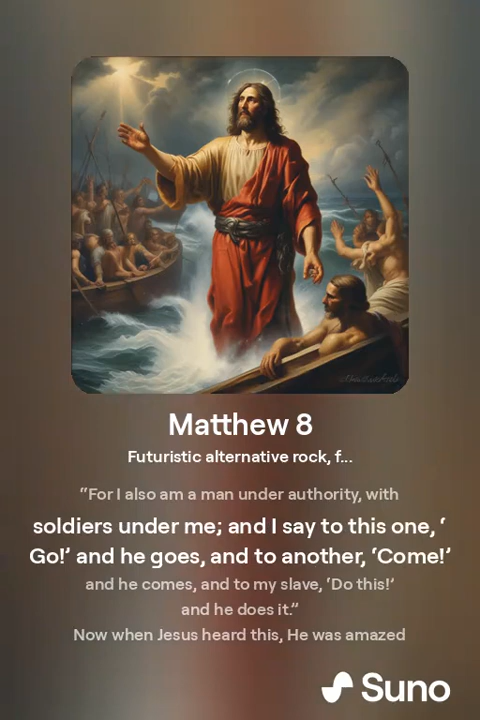 Matthew 8
Futuristic alternative rock, f...
“For I also am a man under authority, with
soldiers under me; and I say to this one, ‘
Go!’ and he goes, and to another, ‘Come!’
and he comes, and to my slave, ‘Do this!’
and he does it.”
Now when Jesus heard this, He was amazed
Suno